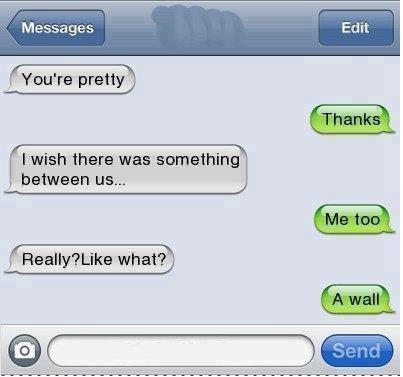 Messages
Edit
You're pretty
Thanks
I wish there was something
between us...
Me too
Really?Like what?
A wall
Send